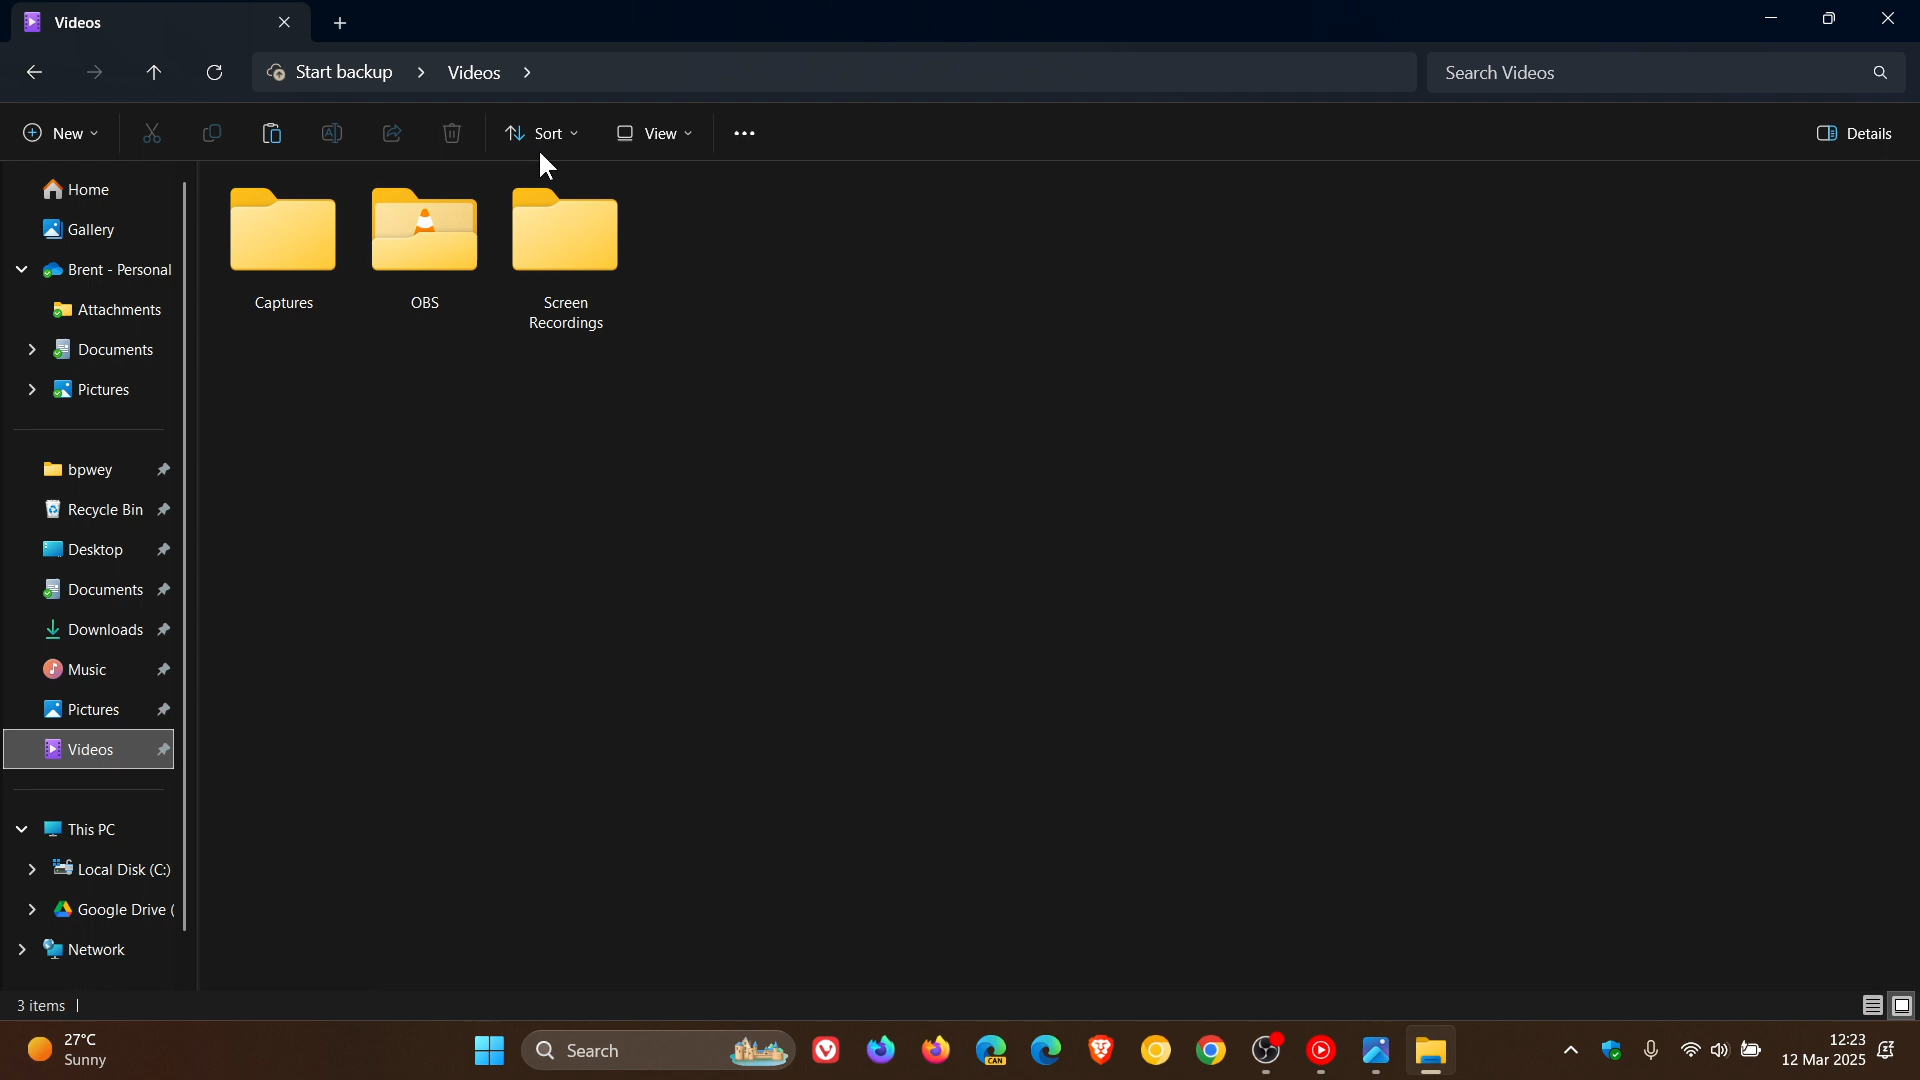 Videos
Start backup
Videos
Search Videos
New
Sort
View
Details
Home
Gallery
Brent - Personal
Attachments
Documents
Pictures
bpwey
Recycle Bin
Desktop
Documents
Downloads
Music
Pictures
Videos
This PC
Local Disk (C:)
Google Drive (
Network
Captures
OBS
Screen
Recordings
3 items
27°C
Sunny
Search
CAN
12:23
12 Mar 2025